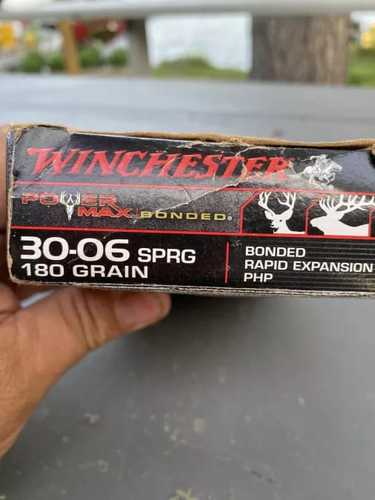 WINCHESTER
POWER
MAX BONDED®
30-06 SPRG
180 GRAIN
BONDED
RAPID EXPANSION
PHP